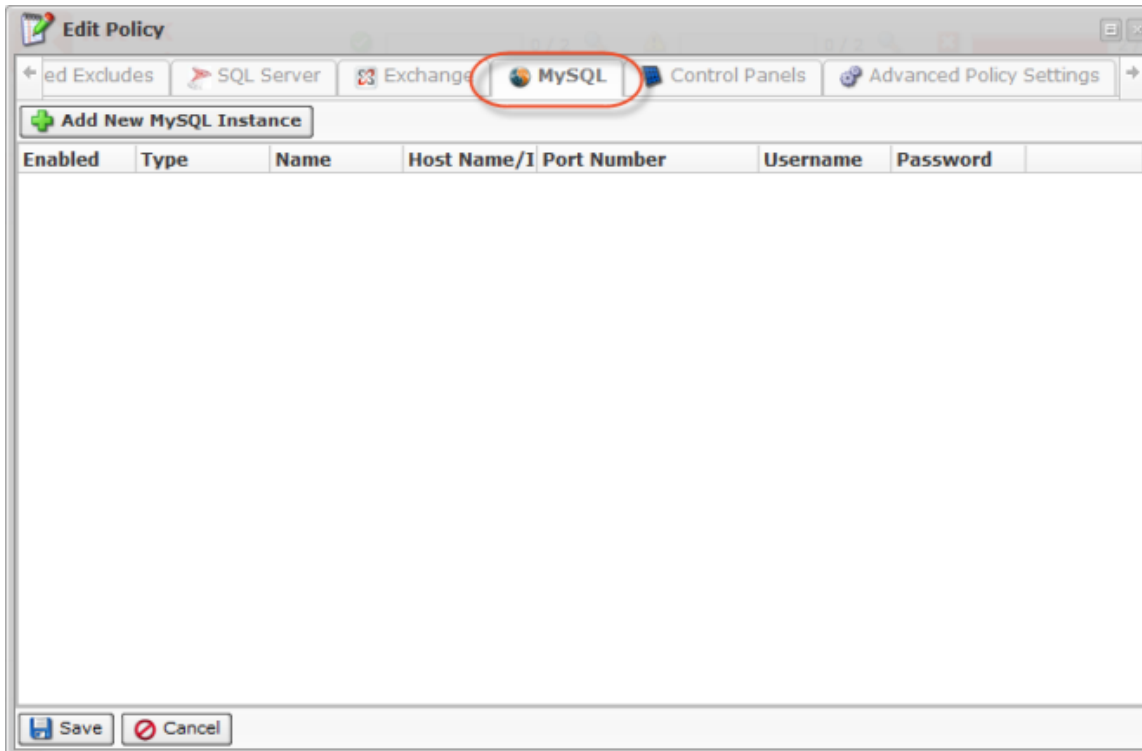 Edit Policy
ed Excludes SQL Server Exchange MySQL Control Panels Advanced Policy Settings
Add New MySQL Instance
Enabled Type Name Host Name/I Port Number Username Password
Save Cancel